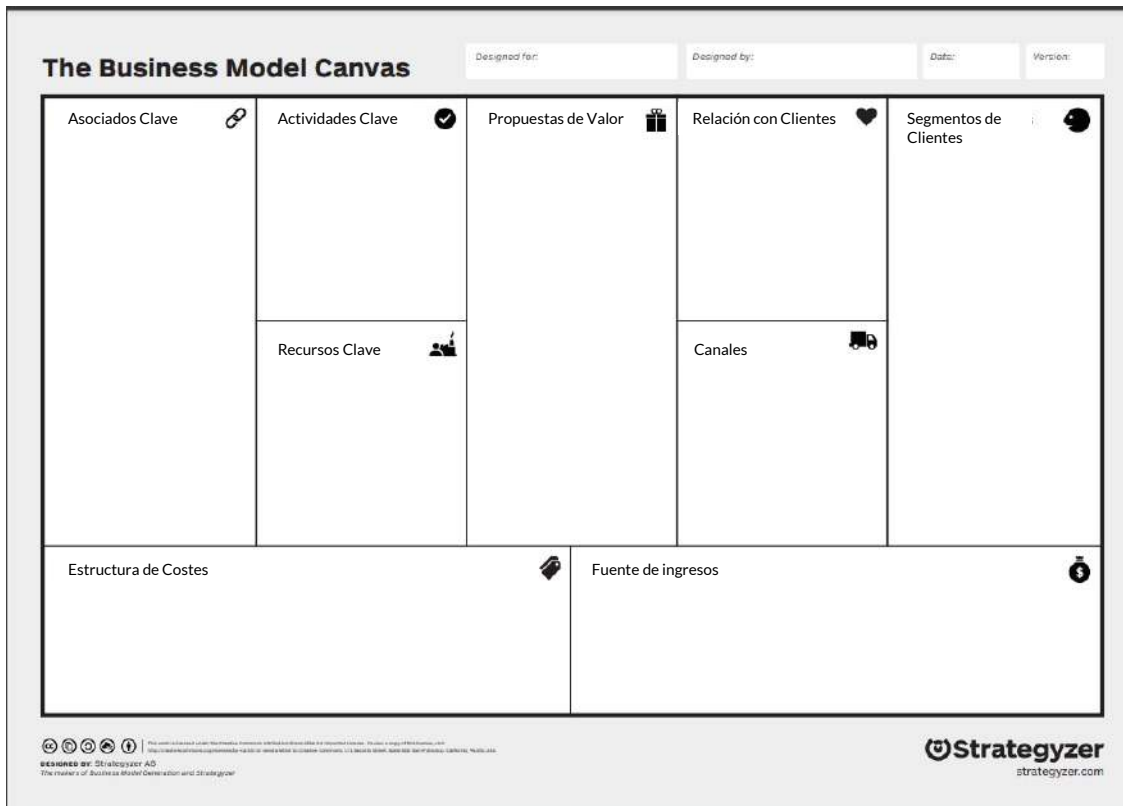 The Business Model Canvas
Designed for:
Designed by:
Date:
Version:
Asociados Clave
Actividades Clave
Propuestas de Valor
Relación con Clientes
Segmentos de
Clientes
Recursos Clave
Canales
Estructura de Costes
Fuente de ingresos
DESIGNED BY: Strategyzer AG
The makers of Business Model Generation and Strategyzer
Strategyzer
strategyzer.com